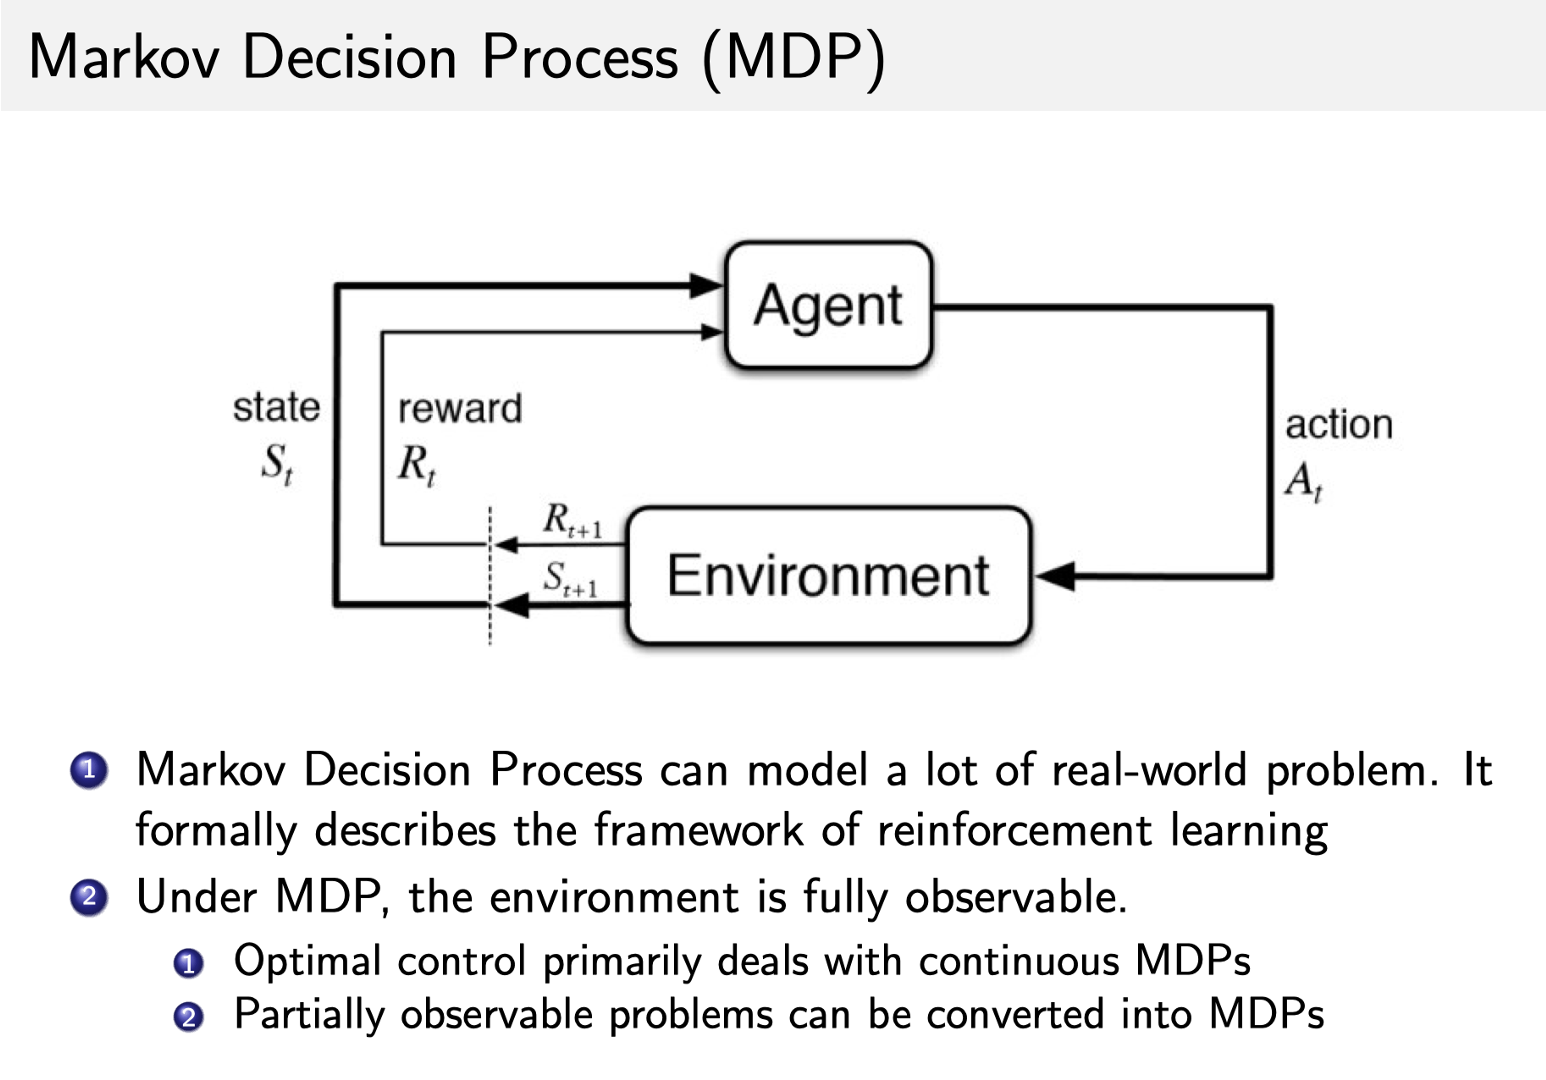 Markov Decision Process (MDP)
Agent
state
S_t
reward
R_t
action
A_t
R_{t+1}
S_{t+1}
Environment
1 Markov Decision Process can model a lot of real-world problem. It
formally describes the framework of reinforcement learning
2 Under MDP, the environment is fully observable.
1 Optimal control primarily deals with continuous MDPs
2 Partially observable problems can be converted into MDPs